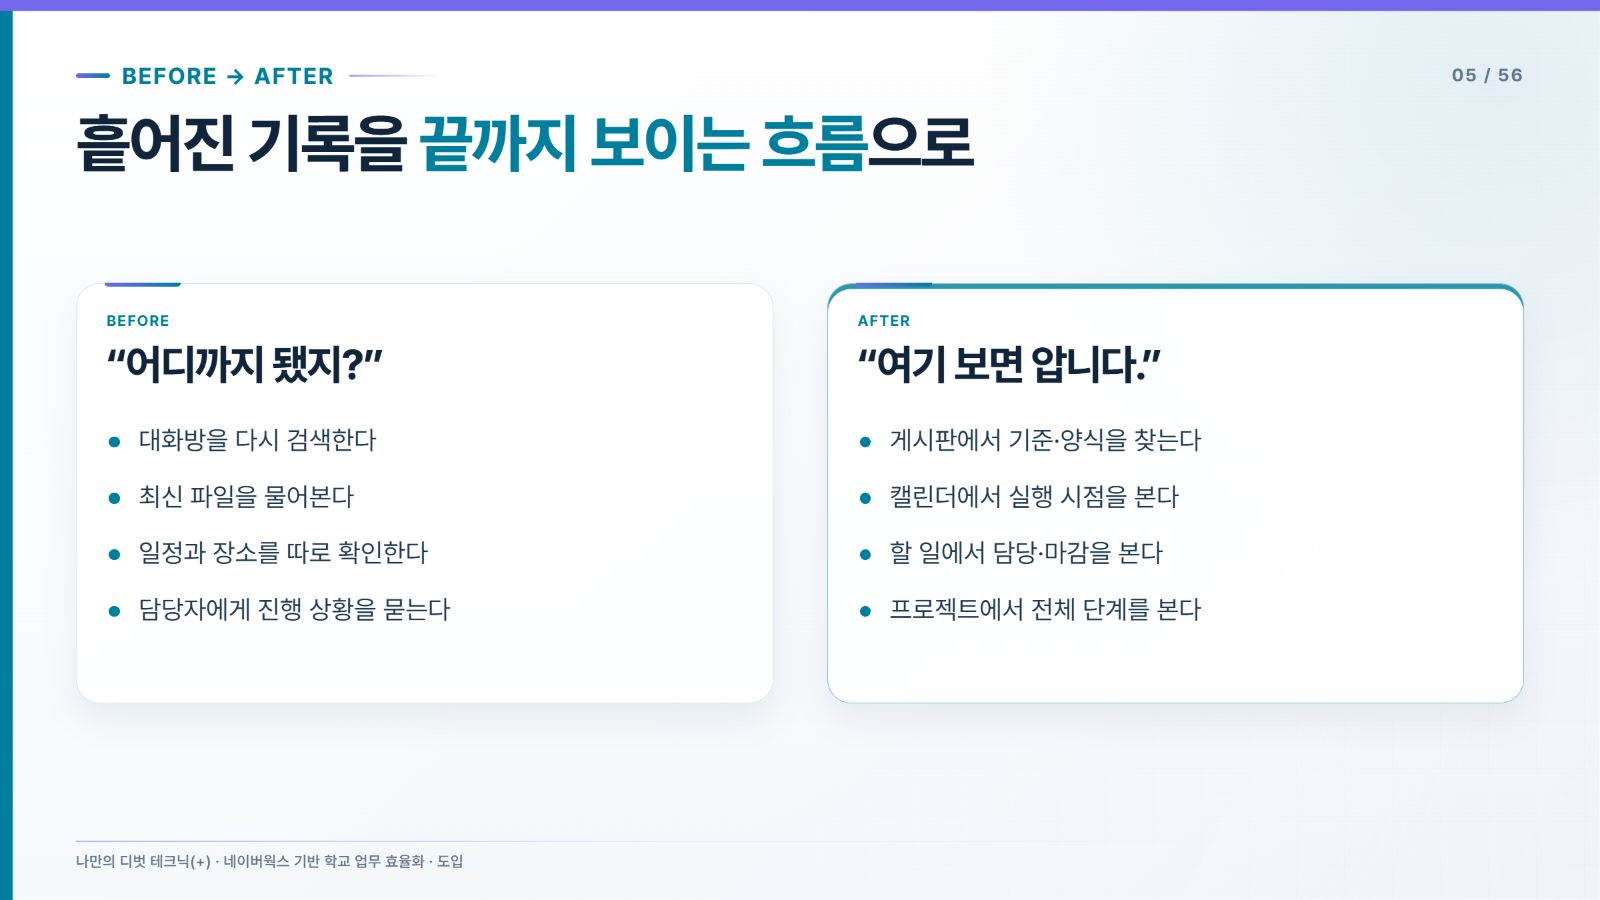 BEFORE → AFTER
05 / 56
흩어진 기록을 끝까지 보이는 흐름으로
BEFORE
“어디까지 됐지?”
대화방을 다시 검색한다
최신 파일을 물어본다
일정과 장소를 따로 확인한다
담당자에게 진행 상황을 묻는다
AFTER
“여기 보면 압니다.”
게시판에서 기준·양식을 찾는다
캘린더에서 실행 시점을 본다
할 일에서 담당·마감을 본다
프로젝트에서 전체 단계를 본다
나만의 디벗 테크닉(+) · 네이버웍스 기반 학교 업무 효율화 · 도입